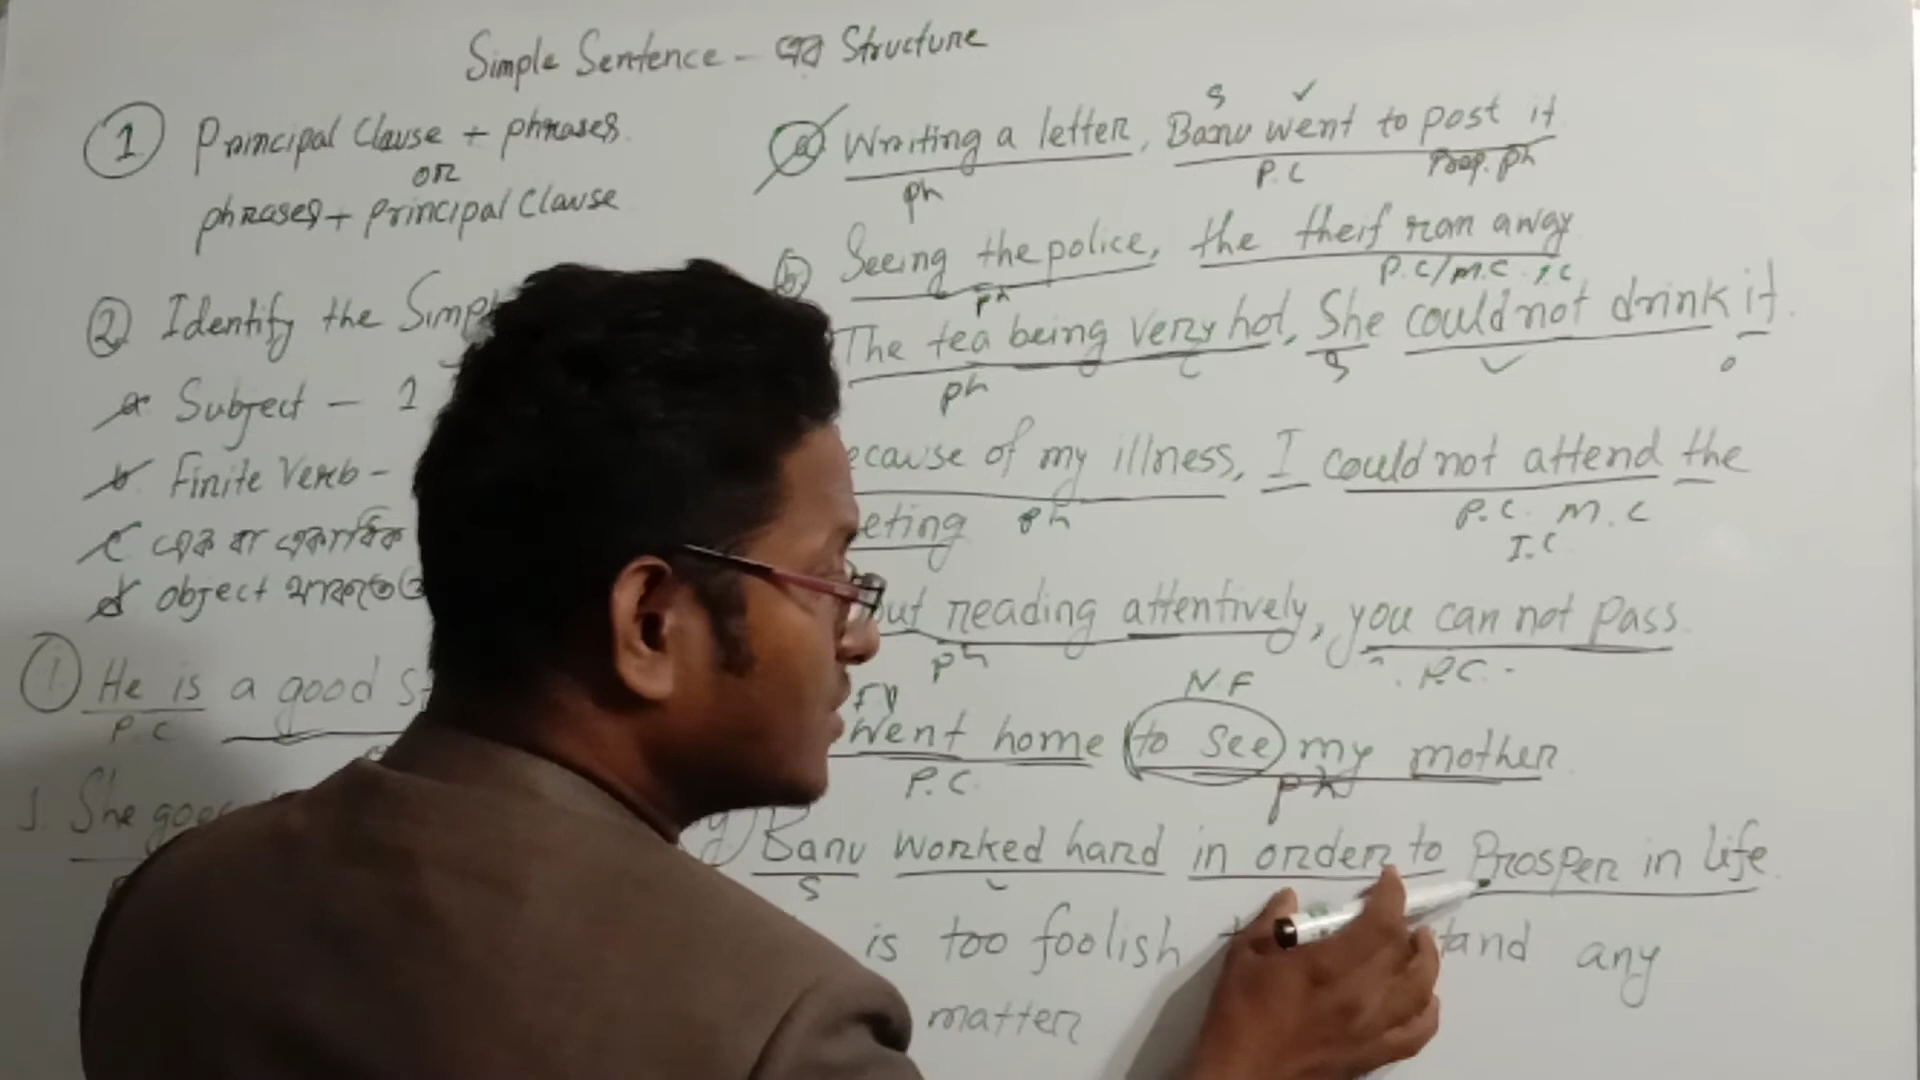 Simple Sentence - এর Structure
1 Principal Clause + phrases
OR
phrases + Principal Clause
2 Identify the Simp
a Subject - 1
b. Finite Verb -
c এক বা একাধিক
d object থাকতেও
1. He is a good
P.C
1. She goes
a Writing a letter, Banu went to post it
S ✓
ph P.C Prep. ph
b Seeing the police, the theif ran away
ph P.C/M.C I.C
The tea being very hot, She could not drink it.
ph S
ecause of my illness, I could not attend the
eting ph P.C. M.C
I.C
out reading attentively, you can not pass
ph P.C.
F.V N.F
Went home (to see) my mother
P.C. ph
g) Banu worked hard in order to Prosper in life.
S
is too foolish tand any
matter